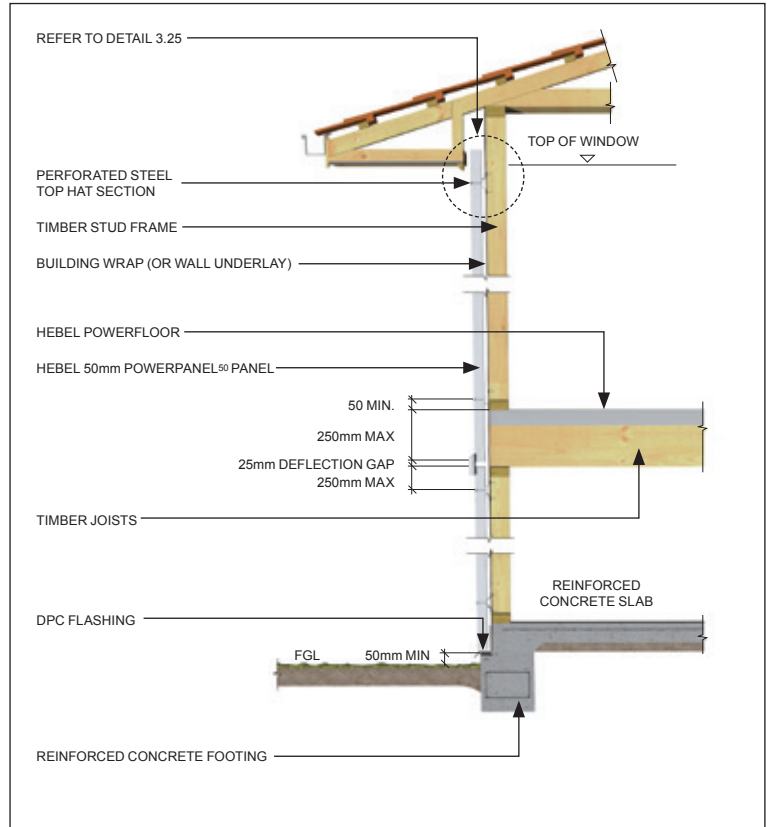 REFER TO DETAIL 3.25
TOP OF WINDOW
PERFORATED STEEL
TOP HAT SECTION
TIMBER STUD FRAME
BUILDING WRAP (OR WALL UNDERLAY)
HEBEL POWERFLOOR
HEBEL 50mm POWERPANEL50 PANEL
50 MIN.
250mm MAX
25mm DEFLECTION GAP
250mm MAX
TIMBER JOISTS
REINFORCED
CONCRETE SLAB
DPC FLASHING
FGL
50mm MIN
REINFORCED CONCRETE FOOTING